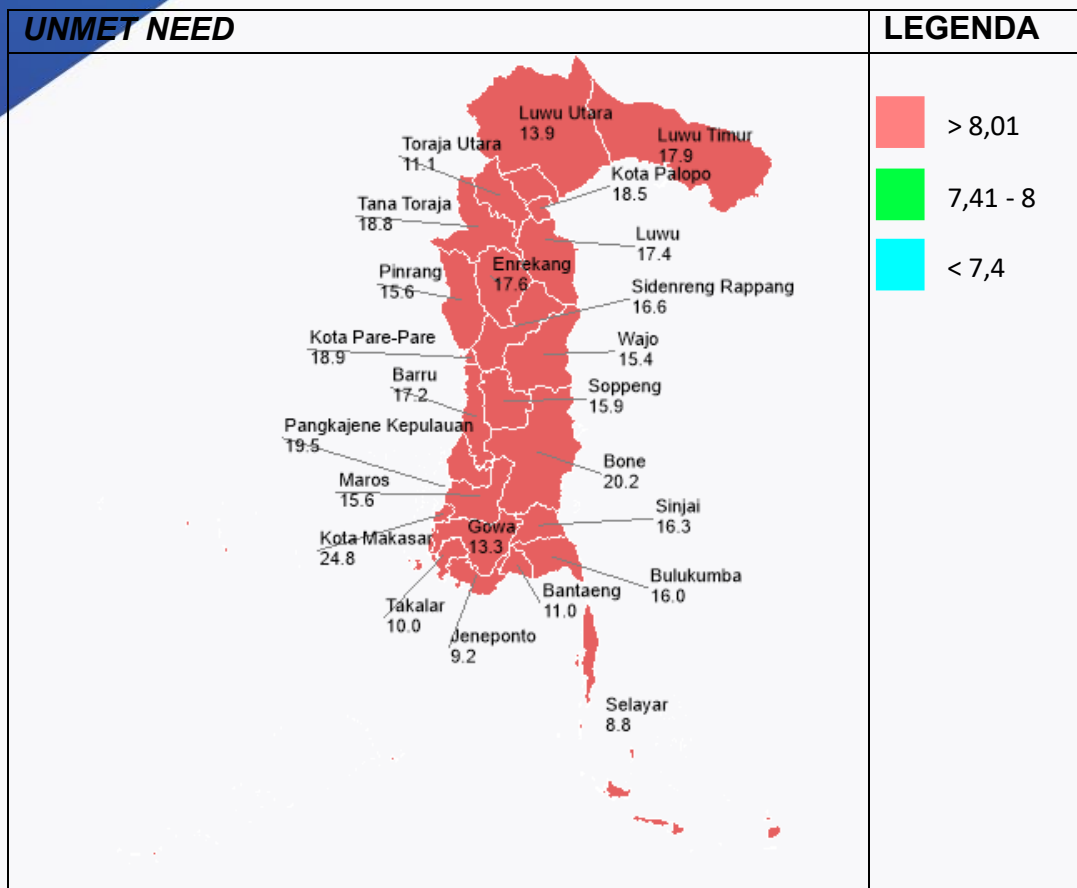 UNMET NEED
LEGENDA
> 8,01
7,41 - 8
< 7,4
Luwu Utara
13.9
Luwu Timur
17.9
Toraja Utara
11.1
Kota Palopo
18.5
Tana Toraja
18.8
Luwu
17.4
Enrekang
17.6
Pinrang
15.6
Sidenreng Rappang
16.6
Kota Pare-Pare
18.9
Wajo
15.4
Barru
17.2
Soppeng
15.9
Pangkajene Kepulauan
19.5
Bone
20.2
Maros
15.6
Sinjai
16.3
Kota Makasar
24.8
Gowa
13.3
Bulukumba
16.0
Bantaeng
11.0
Takalar
10.0
Jeneponto
9.2
Selayar
8.8